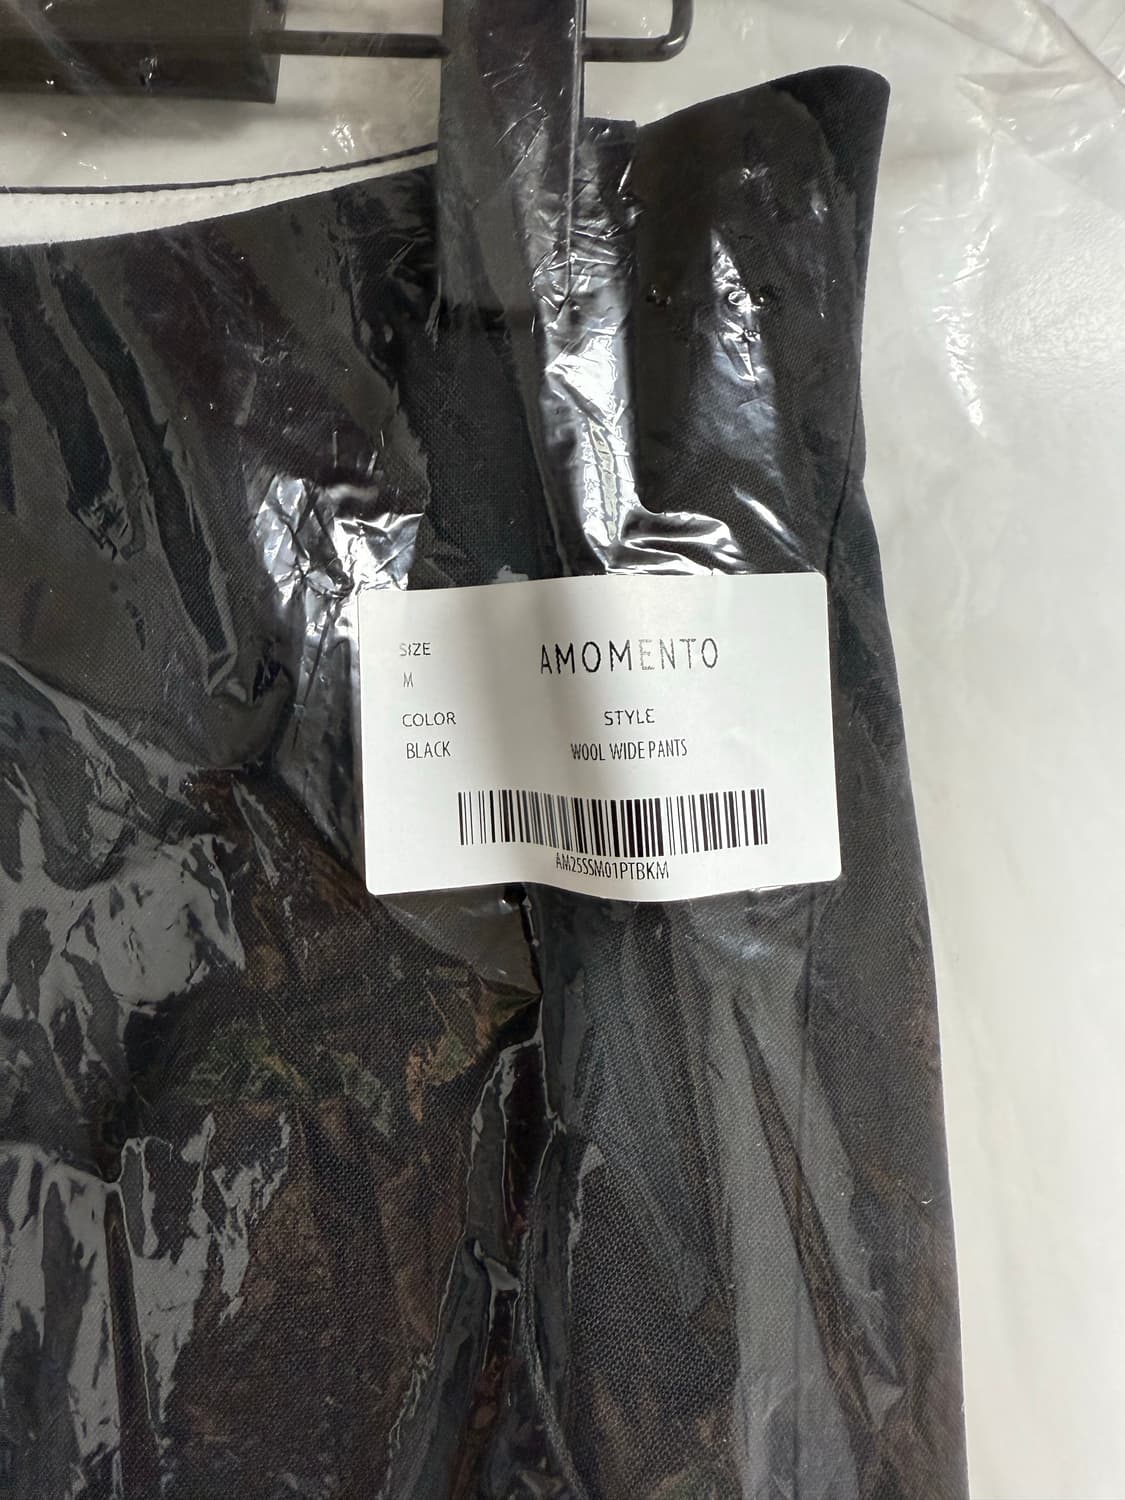 AMOMENTO
SIZE
M
COLOR
BLACK
STYLE
WOOL WIDE PANTS
AM25SSM01PTBKM